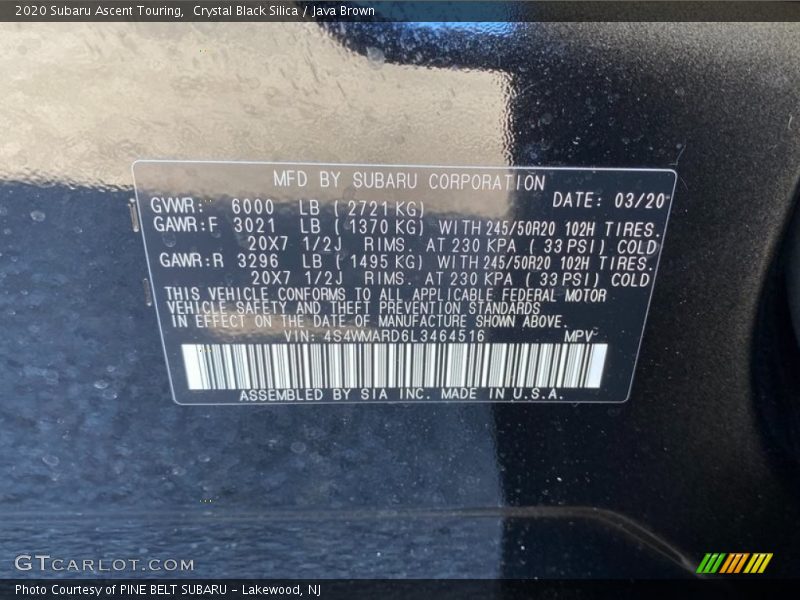 2020 Subaru Ascent Touring,  Crystal Black Silica / Java Brown
MFD BY SUBARU CORPORATION
GVWR: 6000 LB (2721 KG) DATE: 03/20
GAWR:F 3021 LB (1370 KG) WITH 245/50R20 102H TIRES.
20X7 1/2J RIMS. AT 230 KPA (33 PSI) COLD
GAWR:R 3296 LB (1495 KG) WITH 245/50R20 102H TIRES.
20X7 1/2J RIMS. AT 230 KPA (33 PSI) COLD
THIS VEHICLE CONFORMS TO ALL APPLICABLE FEDERAL MOTOR
VEHICLE SAFETY AND THEFT PREVENTION STANDARDS
IN EFFECT ON THE DATE OF MANUFACTURE SHOWN ABOVE.
VIN: 4S4WMARD6L3464516 MPV
ASSEMBLED BY SIA INC. MADE IN U.S.A.
GTCARLOT.COM
Photo Courtesy of PINE BELT SUBARU - Lakewood, NJ